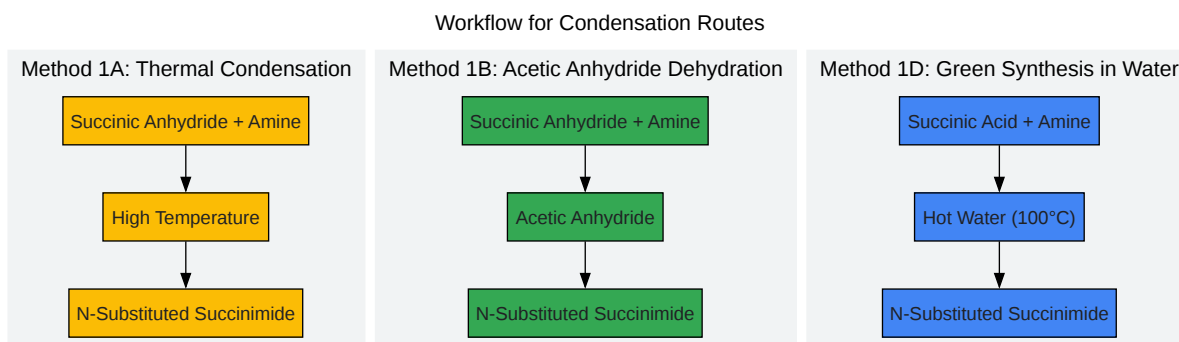 Workflow for Condensation Routes
Method 1A: Thermal Condensation
Succinic Anhydride + Amine
High Temperature
N-Substituted Succinimide
Method 1B: Acetic Anhydride Dehydration
Succinic Anhydride + Amine
Acetic Anhydride
N-Substituted Succinimide
Method 1D: Green Synthesis in Water
Succinic Acid + Amine
Hot Water (100°C)
N-Substituted Succinimide